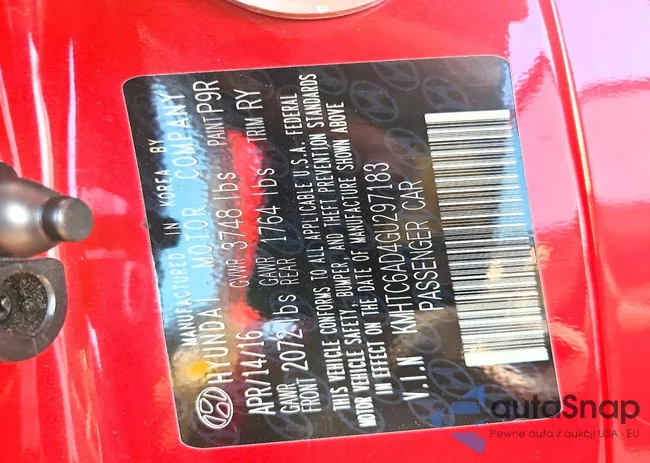 MANUFACTURED IN KOREA BY
HYUNDAI MOTOR COMPANY
APR/14/16 GVWR 3748 lbs PAINT P9R
GAWR FRONT 2072 lbs GAWR REAR 1764 lbs TRIM RY
THIS VEHICLE CONFORMS TO ALL APPLICABLE U.S.A. FEDERAL
MOTOR VEHICLE SAFETY, BUMPER, AND THEFT PREVENTION STANDARDS
IN EFFECT ON THE DATE OF MANUFACTURE SHOWN ABOVE
V.I.N KMHTC6AD4GU297183
PASSENGER CAR
autoSnap
Pewne auta z aukcji USA i EU